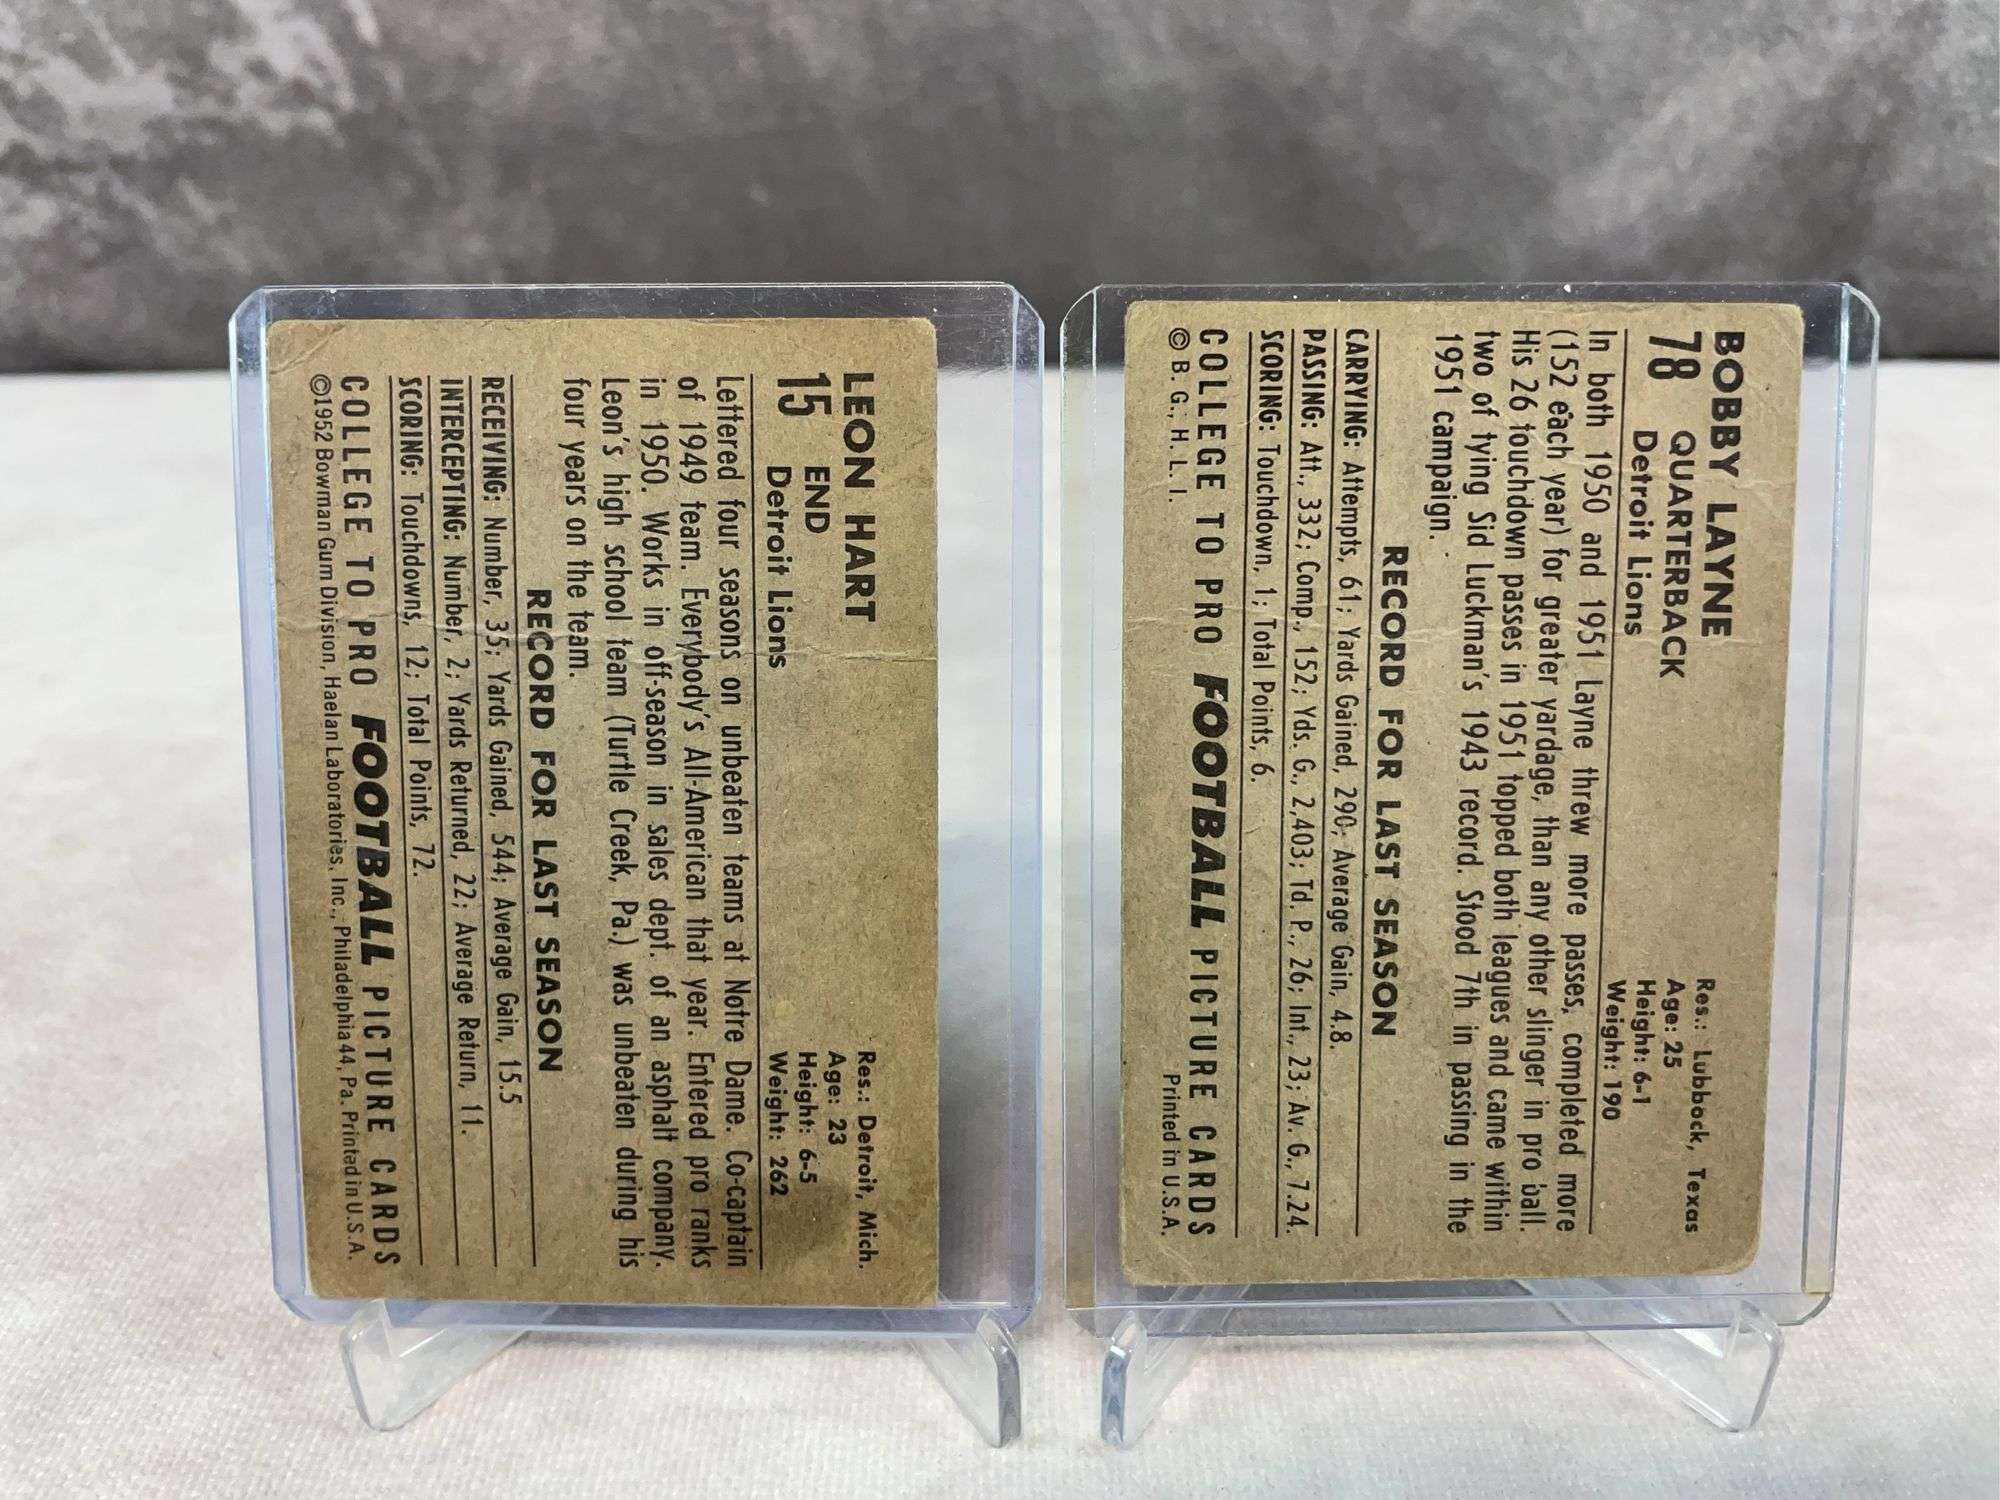 LEON HART
15 END
Detroit Lions
Res.: Detroit, Mich.
Age: 23
Height: 6-5
Weight: 262
Lettered four seasons on unbeaten teams at Notre Dame. Co-captain
of 1949 team. Everybody's All-American that year. Entered pro ranks
in 1950. Works in off-season in sales dept. of an asphalt company.
Leon's high school team (Turtle Creek, Pa.) was unbeaten during his
four years on the team.
RECORD FOR LAST SEASON
RECEIVING: Number, 35; Yards Gained, 544; Average Gain, 15.5
INTERCEPTING: Number, 2; Yards Returned, 22; Average Return, 11.
SCORING: Touchdowns, 12; Total Points, 72.
COLLEGE TO PRO FOOTBALL PICTURE CARDS
©1952 Bowman Gum Division, Haelan Laboratories, Inc., Philadelphia 44, Pa. Printed in U.S.A.
BOBBY LAYNE
78 QUARTERBACK
Detroit Lions
Res.: Lubbock, Texas
Age: 25
Height: 6-1
Weight: 190
In both 1950 and 1951 Layne threw more passes, completed more
(152 each year) for greater yardage, than any other slinger in pro ball.
His 26 touchdown passes in 1951 topped both leagues and came within
two of tying Sid Luckman's 1943 record. Stood 7th in passing in the
1951 campaign.
RECORD FOR LAST SEASON
CARRYING: Attempts, 61; Yards Gained, 290; Average Gain, 4.8.
PASSING: Att., 332; Comp., 152; Yds. G., 2,403; Td. P., 26; Int., 23; Av. G., 7.24.
SCORING: Touchdown, 1; Total Points, 6.
COLLEGE TO PRO FOOTBALL PICTURE CARDS
© B. G., H. L. I. Printed in U.S.A.